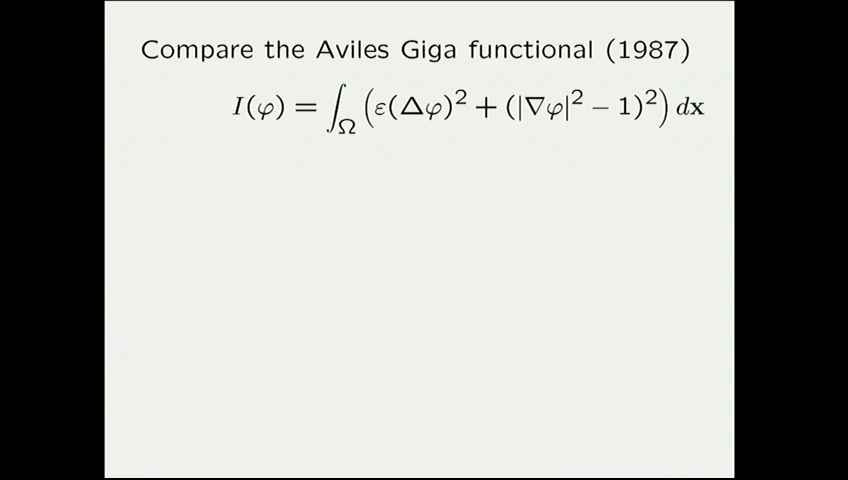 Compare the Aviles Giga functional (1987)
I(φ) = ∫_Ω (ε(Δφ)² + (|∇φ|² − 1)²) dx